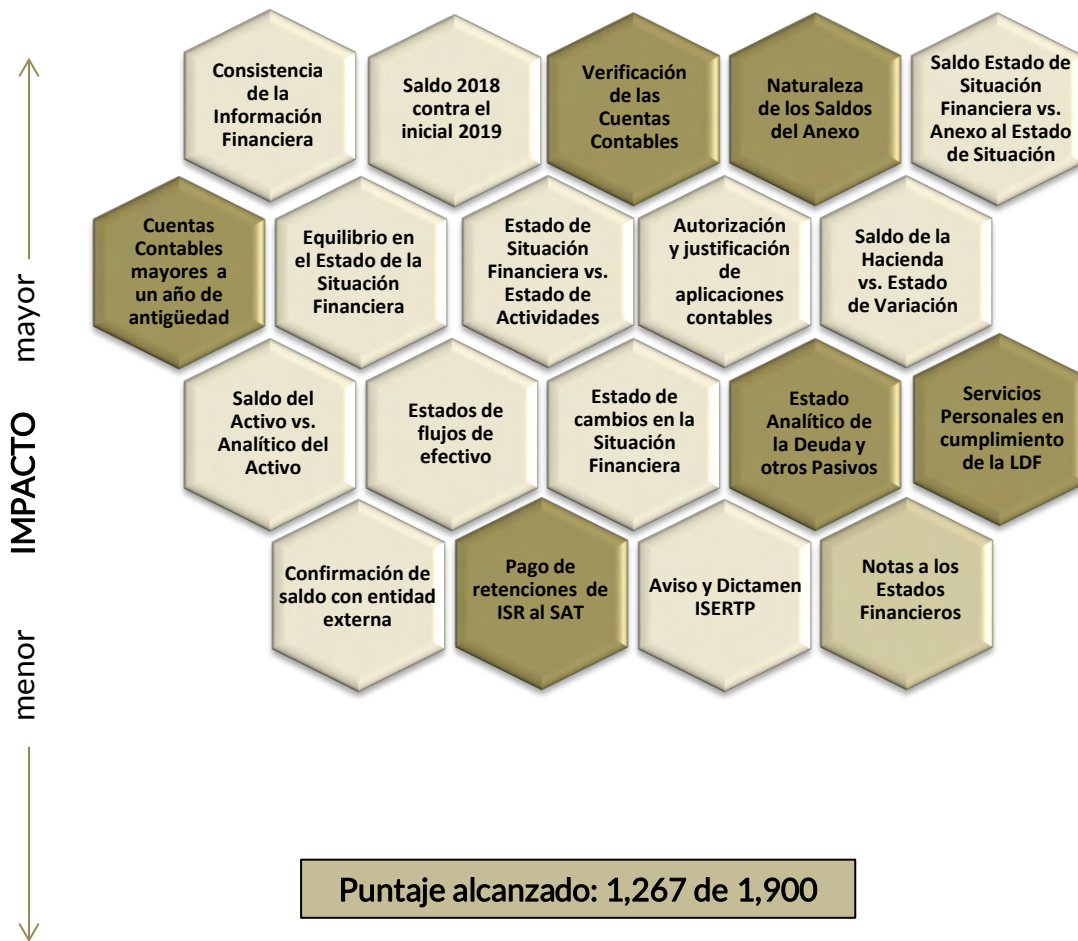 Consistencia
de la
Información
Financiera
Saldo 2018
contra el
inicial 2019
Verificación
de las
Cuentas
Contables
Naturaleza
de los Saldos
del Anexo
Saldo Estado de
Situación
Financiera vs.
Anexo al Estado
de Situación
Cuentas
Contables
mayores a
un año de
antigüedad
Equilibrio en
el Estado de la
Situación
Financiera
Estado de
Situación
Financiera vs.
Estado de
Actividades
Autorización
y justificación
de
aplicaciones
contables
Saldo de la
Hacienda
vs. Estado
de Variación
Saldo del
Activo vs.
Analítico del
Activo
Estados de
flujos de
efectivo
Estado de
cambios en la
Situación
Financiera
Estado
Analítico de
la Deuda y
otros Pasivos
Servicios
Personales en
cumplimiento
de la LDF
Confirmación de
saldo con entidad
externa
Pago de
retenciones de
ISR al SAT
Aviso y Dictamen
ISERTP
Notas a los
Estados
Financieros
menor
IMPACTO
mayor
Puntaje alcanzado: 1,267 de 1,900